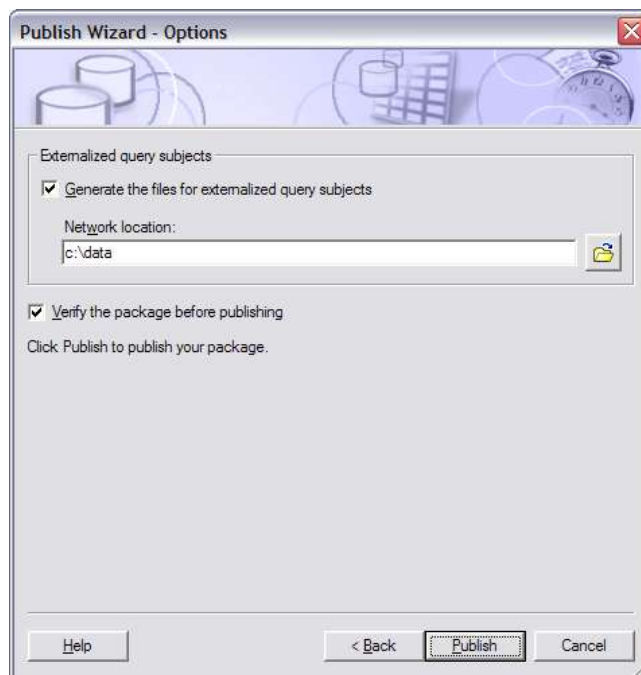 Publish Wizard - Options
Externalized query subjects
Generate the files for externalized query subjects
Network location:
c:\data
Verify the package before publishing
Click Publish to publish your package.
Help
< Back
Publish
Cancel